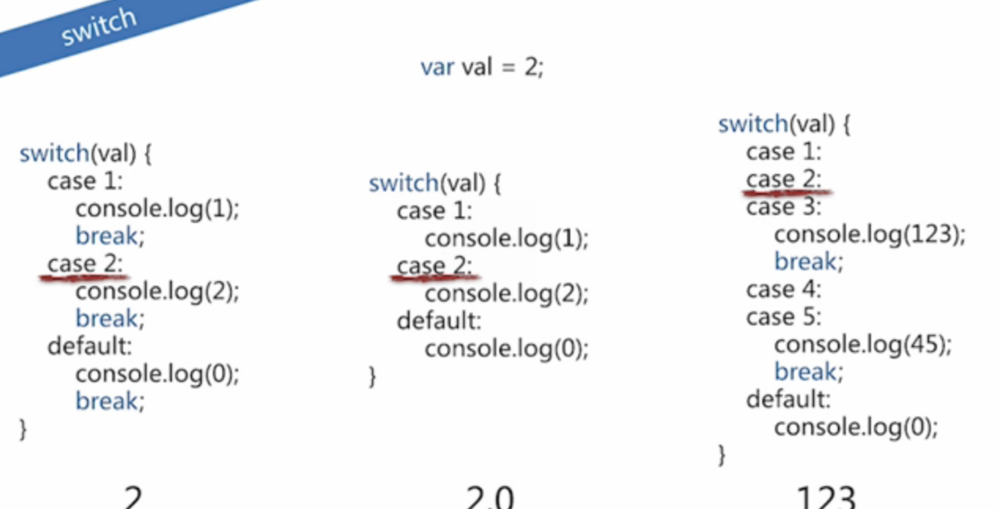 switch
var val = 2;
switch(val) {
case 1:
console.log(1);
break;
case 2:
console.log(2);
break;
default:
console.log(0);
break;
}
2
switch(val) {
case 1:
console.log(1);
case 2:
console.log(2);
default:
console.log(0);
}
2,0
switch(val) {
case 1:
case 2:
case 3:
console.log(123);
break;
case 4:
case 5:
console.log(45);
break;
default:
console.log(0);
}
123